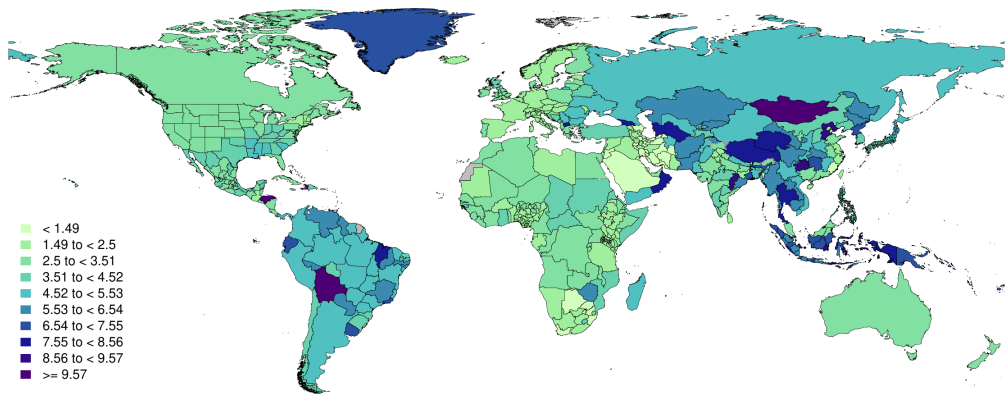 < 1.49
1.49 to < 2.5
2.5 to < 3.51
3.51 to < 4.52
4.52 to < 5.53
5.53 to < 6.54
6.54 to < 7.55
7.55 to < 8.56
8.56 to < 9.57
>= 9.57